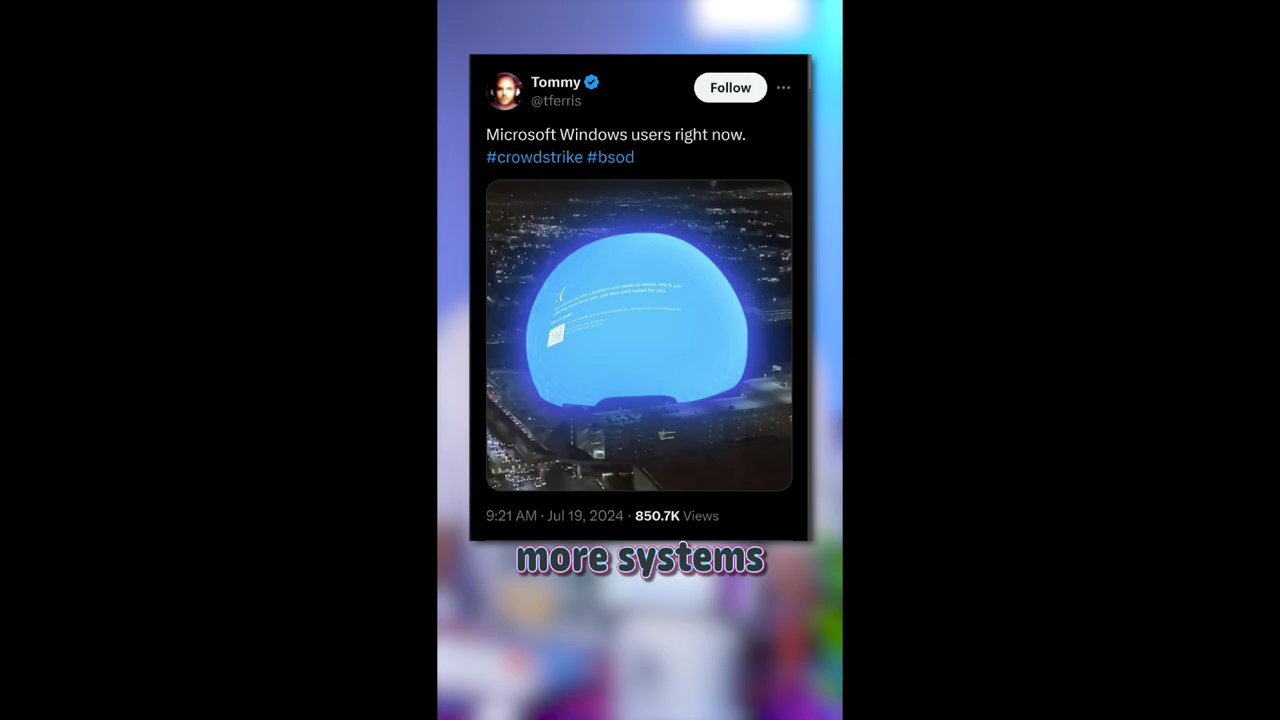 Tommy
@tferris
Follow
Microsoft Windows users right now.
#crowdstrike #bsod
:(
9:21 AM · Jul 19, 2024 · 850.7K Views
more systems